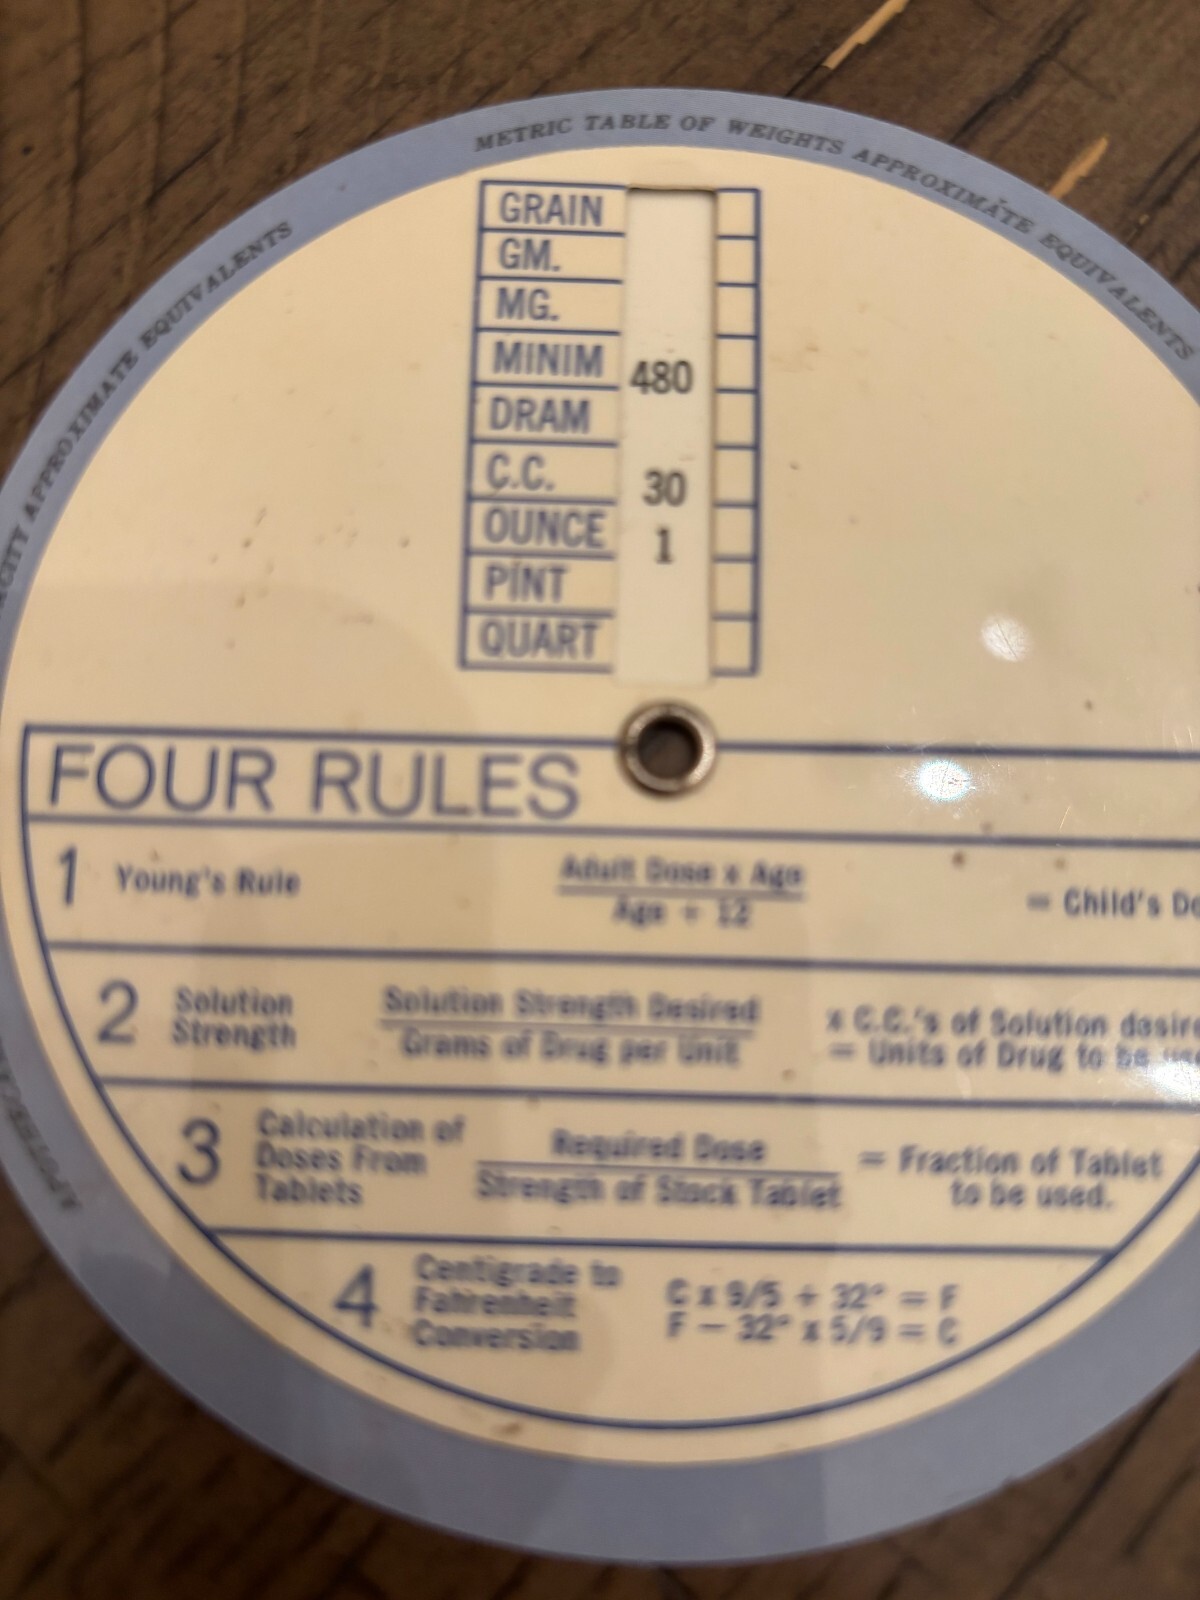 METRIC TABLE OF WEIGHTS APPROXIMATE EQUIVALENTS
APPROXIMATE EQUIVALENTS
GRAIN
GM.
MG.
MINIM 480
DRAM
C.C. 30
OUNCE 1
PINT
QUART
FOUR RULES
1 Young's Rule
Adult Dose x Age
Age + 12
= Child's
2 Solution
Strength
Solution Strength Desired
Grams of Drug per Unit
x C.C.'s of Solution
= Units of Drug to be
3 Calculation of
Doses From
Tablets
Required Dose
Strength of Stock Tablet
= Fraction of Tablet
to be used.
4 Centigrade to
Fahrenheit
Conversion
C x 9/5 + 32° = F
F - 32° x 5/9 = C